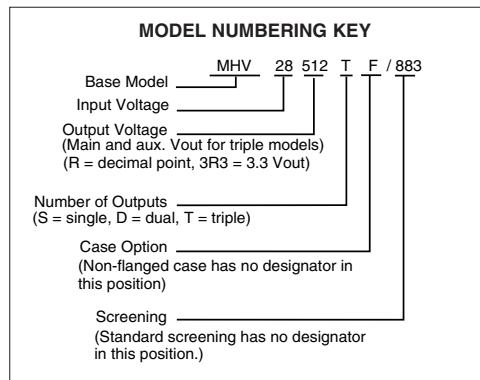 MODEL NUMBERING KEY
MHV 28 512 T F / 883
Base Model
Input Voltage
Output Voltage
(Main and aux. Vout for triple models)
(R = decimal point, 3R3 = 3.3 Vout)
Number of Outputs
(S = single, D = dual, T = triple)
Case Option
(Non-flanged case has no designator in
this position)
Screening
(Standard screening has no designator
in this position.)